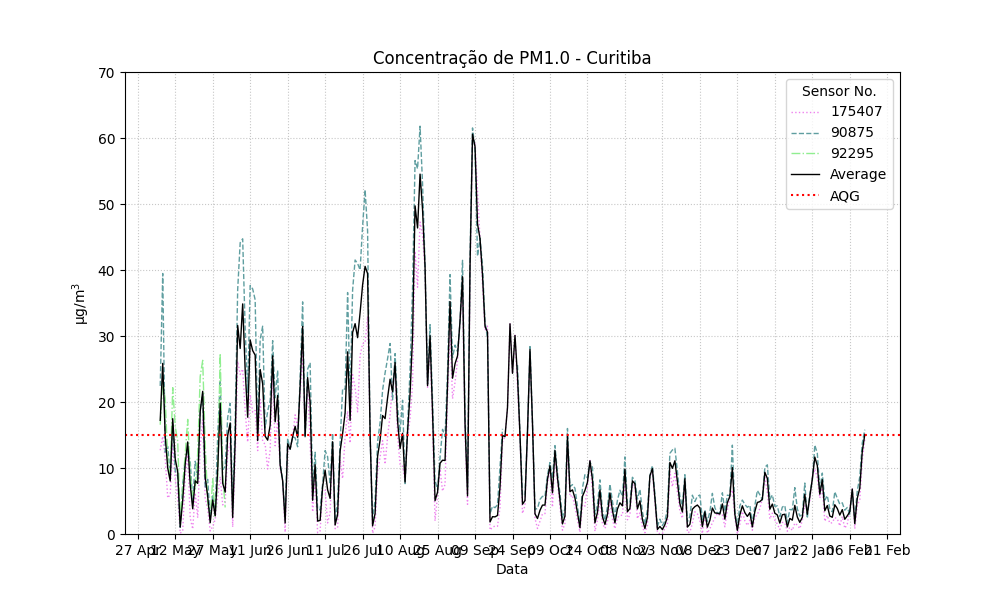 Concentração de PM1.0 - Curitiba
Sensor No.
175407
90875
92295
Average
AQG
70
60
50
40
30
20
10
0
µg/m³
27 Apr 12 May 27 May 11 Jun 26 Jun 11 Jul 26 Jul 10 Aug 25 Aug 09 Sep 24 Sep 09 Oct 24 Oct 08 Nov 23 Nov 08 Dec 23 Dec 07 Jan 22 Jan 06 Feb 21 Feb
Data